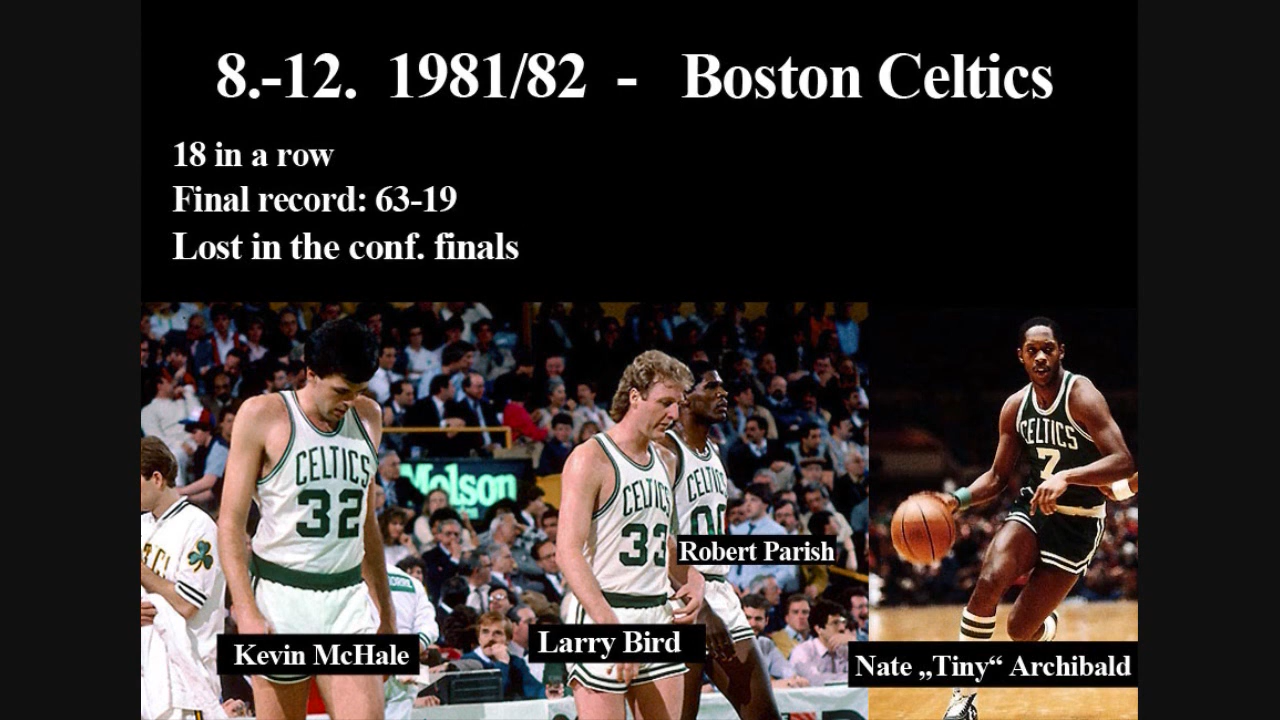 8.-12. 1981/82 - Boston Celtics
18 in a row
Final record: 63-19
Lost in the conf. finals
CELTICS
32
Molson
CELTICS
33
CELTICS
00
CELTICS
7
Robert Parish
Kevin McHale
Larry Bird
Nate „Tiny“ Archibald